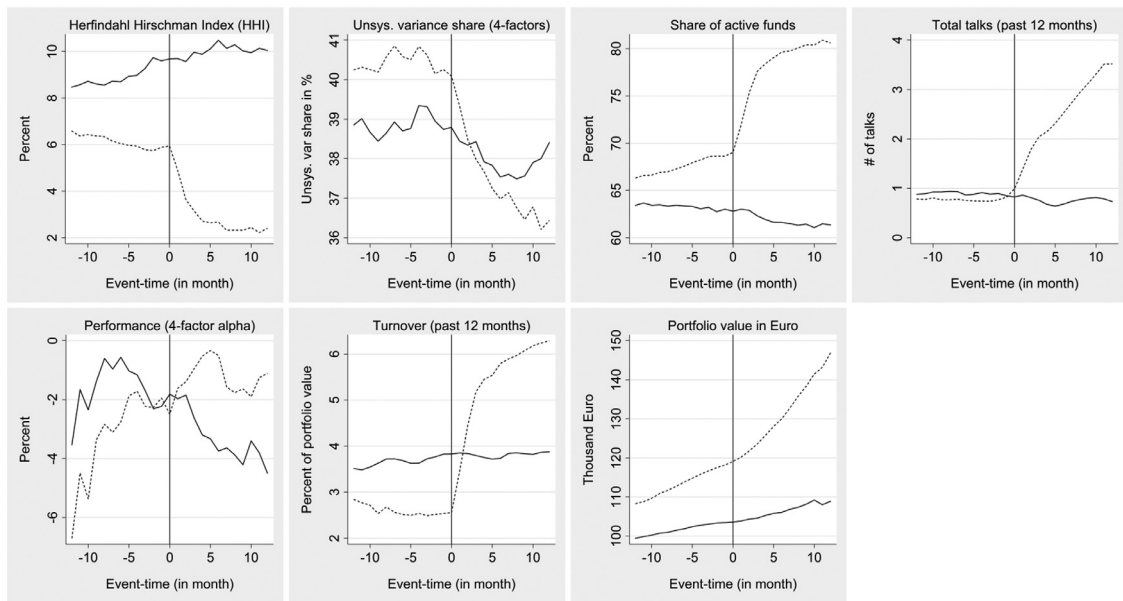 Herfindahl Hirschman Index (HHI)
Percent
10
8
6
4
2
-10 -5 0 5 10
Event-time (in month)
Unsys. variance share (4-factors)
Unsys. var share in %
41
40
39
38
37
36
-10 -5 0 5 10
Event-time (in month)
Share of active funds
Percent
80
75
70
65
60
-10 -5 0 5 10
Event-time (in month)
Total talks (past 12 months)
# of talks
4
3
2
1
0
-10 -5 0 5 10
Event-time (in month)
Performance (4-factor alpha)
Percent
0
-2
-4
-6
-10 -5 0 5 10
Event-time (in month)
Turnover (past 12 months)
Percent of portfolio value
6
5
4
3
2
-10 -5 0 5 10
Event-time (in month)
Portfolio value in Euro
Thousand Euro
150
140
130
120
110
100
-10 -5 0 5 10
Event-time (in month)